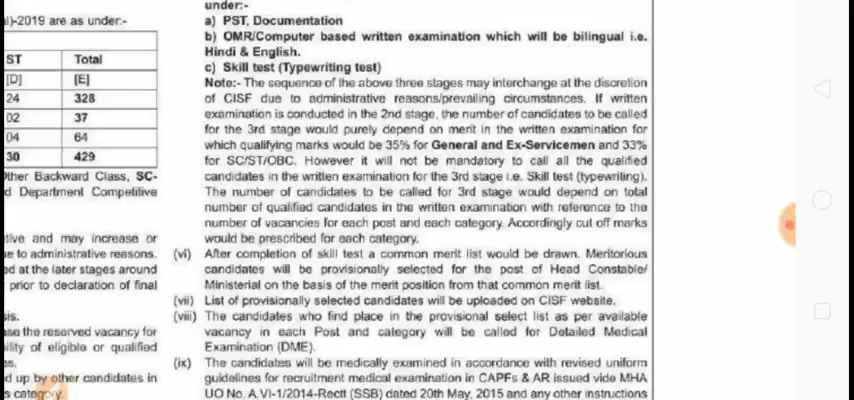 l)-2019 are as under:-
ST Total
[D] [E]
24 328
02 37
04 64
30 429
Other Backward Class, SC-
d Department Competitive
tive and may increase or
e to administrative reasons.
ed at the later stages around
prior to declaration of final
sis.
se the reserved vacancy for
ility of eligible or qualified
es.
d up by other candidates in
s category
under:-
a) PST, Documentation
b) OMR/Computer based written examination which will be bilingual i.e.
Hindi & English.
c) Skill test (Typewriting test)
Note:- The sequence of the above three stages may interchange at the discretion
of CISF due to administrative reasons/prevailing circumstances. If written
examination is conducted in the 2nd stage, the number of candidates to be called
for the 3rd stage would purely depend on merit in the written examination for
which qualifying marks would be 35% for General and Ex-Servicemen and 33%
for SC/ST/OBC. However it will not be mandatory to call all the qualified
candidates in the written examination for the 3rd stage i.e. Skill test (typewriting).
The number of candidates to be called for 3rd stage would depend on total
number of qualified candidates in the written examination with reference to the
number of vacancies for each post and each category. Accordingly cut off marks
would be prescribed for each category.
(vi) After completion of skill test a common merit list would be drawn. Meritorious
candidates will be provisionally selected for the post of Head Constable/
Ministerial on the basis of the merit position from that common merit list.
(vii) List of provisionally selected candidates will be uploaded on CISF website.
(viii) The candidates who find place in the provisional select list as per available
vacancy in each Post and category will be called for Detailed Medical
Examination (DME).
(ix) The candidates will be medically examined in accordance with revised uniform
guidelines for recruitment medical examination in CAPFs & AR issued vide MHA
UO No. A.VI-1/2014-Rectt (SSB) dated 20th May, 2015 and any other instructions